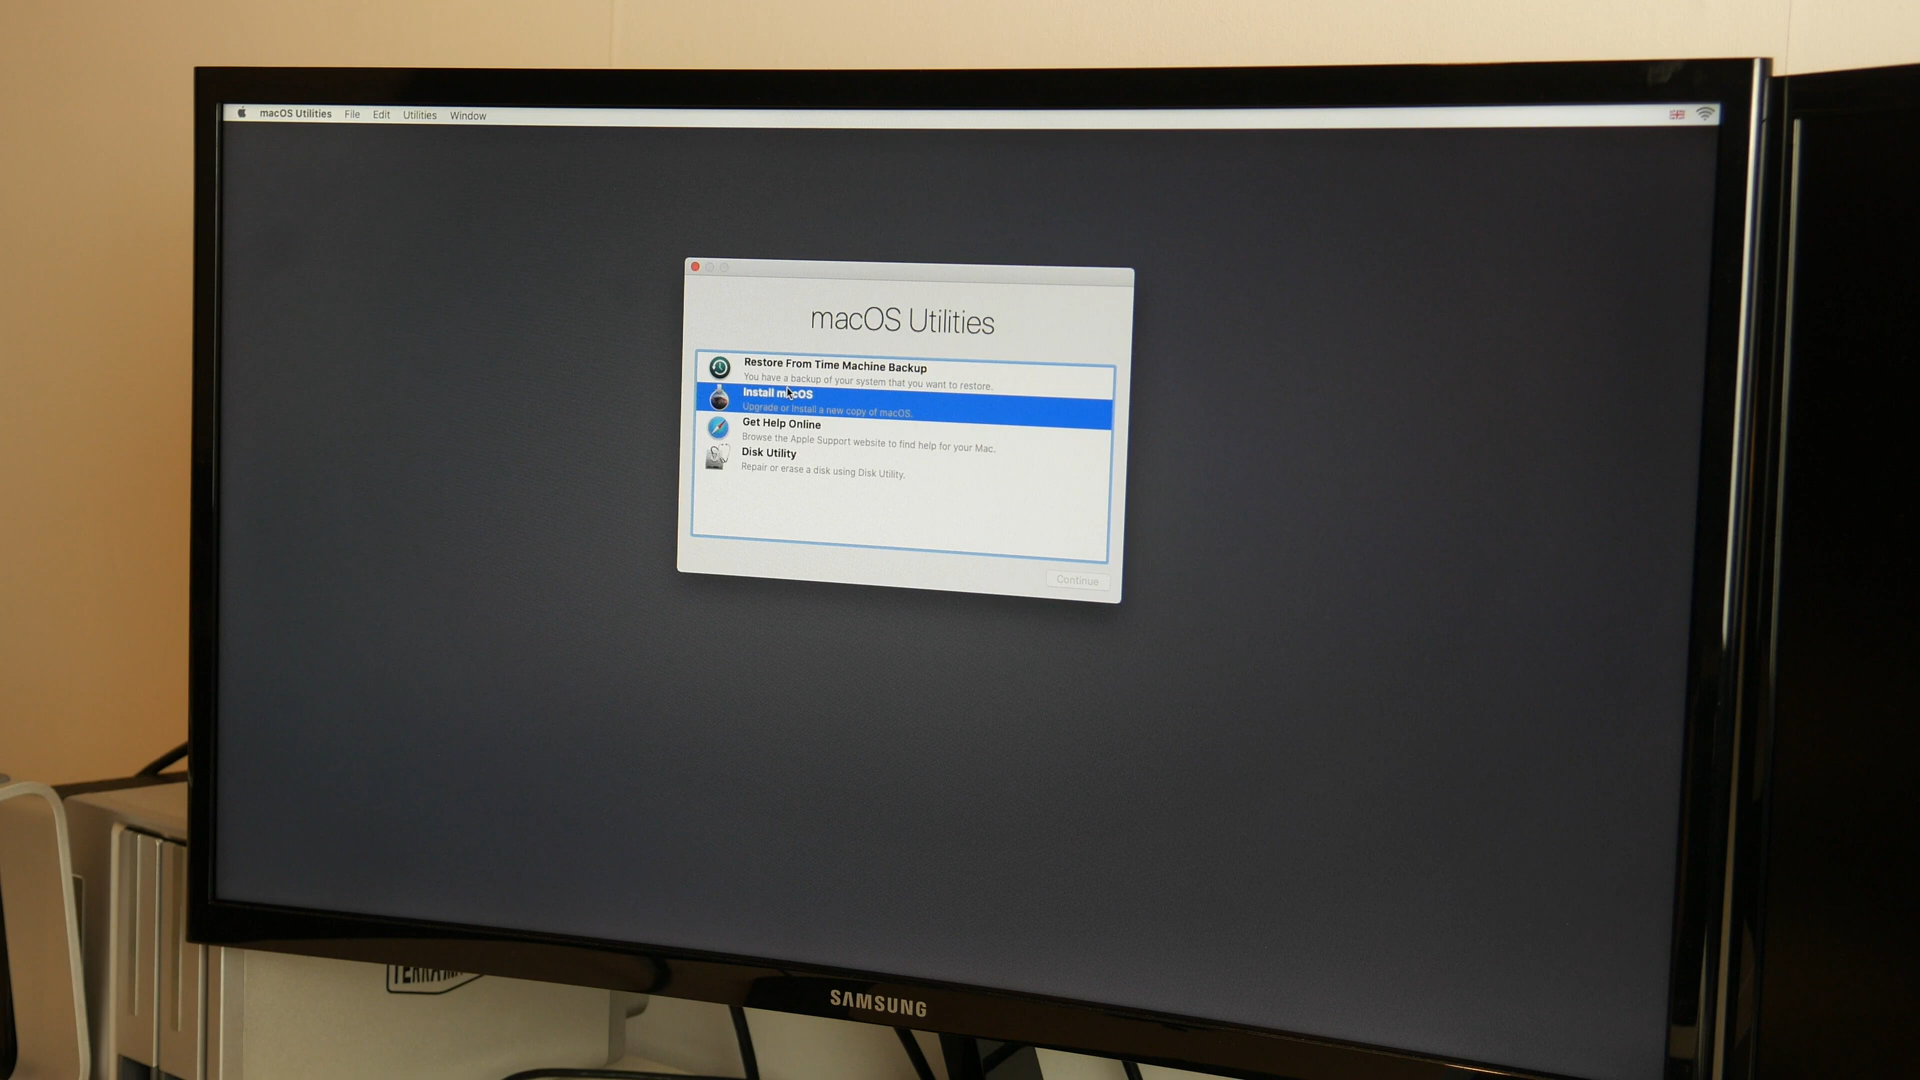 macOS Utilities File Edit Utilities Window
macOS Utilities
Restore From Time Machine Backup
You have a backup of your system that you want to restore.
Install macOS
Upgrade or Install a new copy of macOS.
Get Help Online
Browse the Apple Support website to find help for your Mac.
Disk Utility
Repair or erase a disk using Disk Utility.
Continue
SAMSUNG